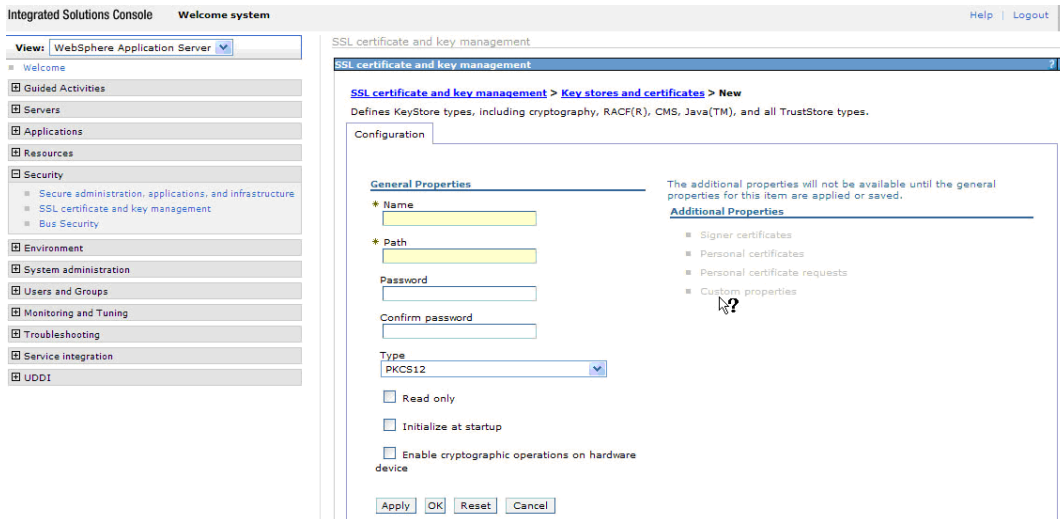 Integrated Solutions Console Welcome system
Help | Logout
View: WebSphere Application Server
Welcome
Guided Activities
Servers
Applications
Resources
Security
Secure administration, applications, and infrastructure
SSL certificate and key management
Bus Security
Environment
System administration
Users and Groups
Monitoring and Tuning
Troubleshooting
Service integration
UDDI
SSL certificate and key management
SSL certificate and key management ?
SSL certificate and key management > Key stores and certificates > New
Defines KeyStore types, including cryptography, RACF(R), CMS, Java(TM), and all TrustStore types.
Configuration
General Properties
* Name
* Path
Password
Confirm password
Type
PKCS12
Read only
Initialize at startup
Enable cryptographic operations on hardware
device
Apply OK Reset Cancel
The additional properties will not be available until the general
properties for this item are applied or saved.
Additional Properties
Signer certificates
Personal certificates
Personal certificate requests
Custom properties